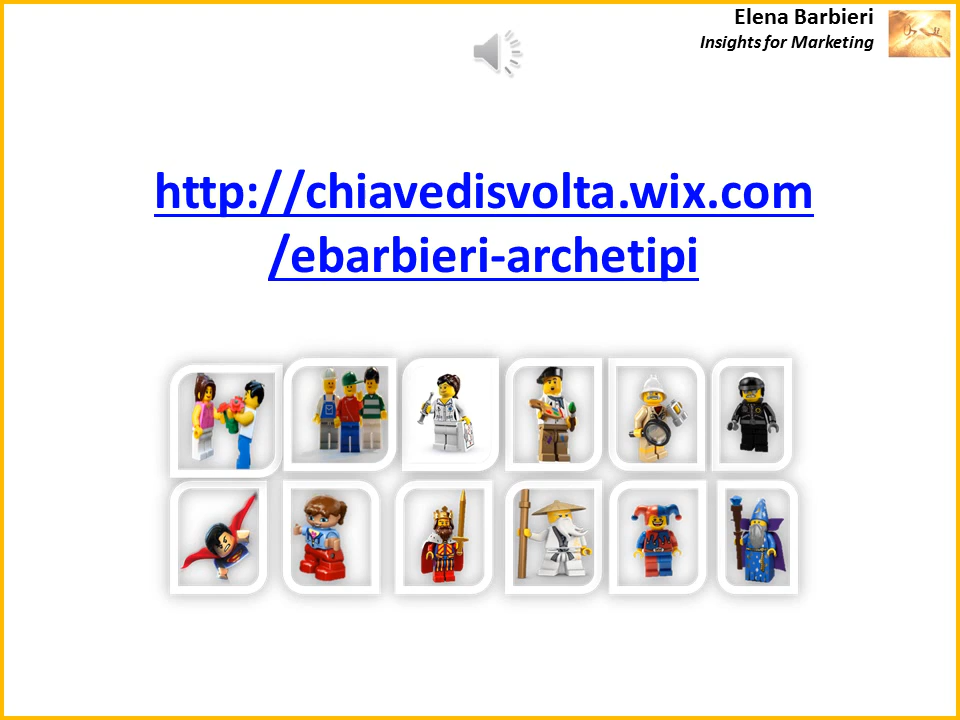 Elena Barbieri
Insights for Marketing
http://chiavedisvolta.wix.com
/ebarbieri-archetipi